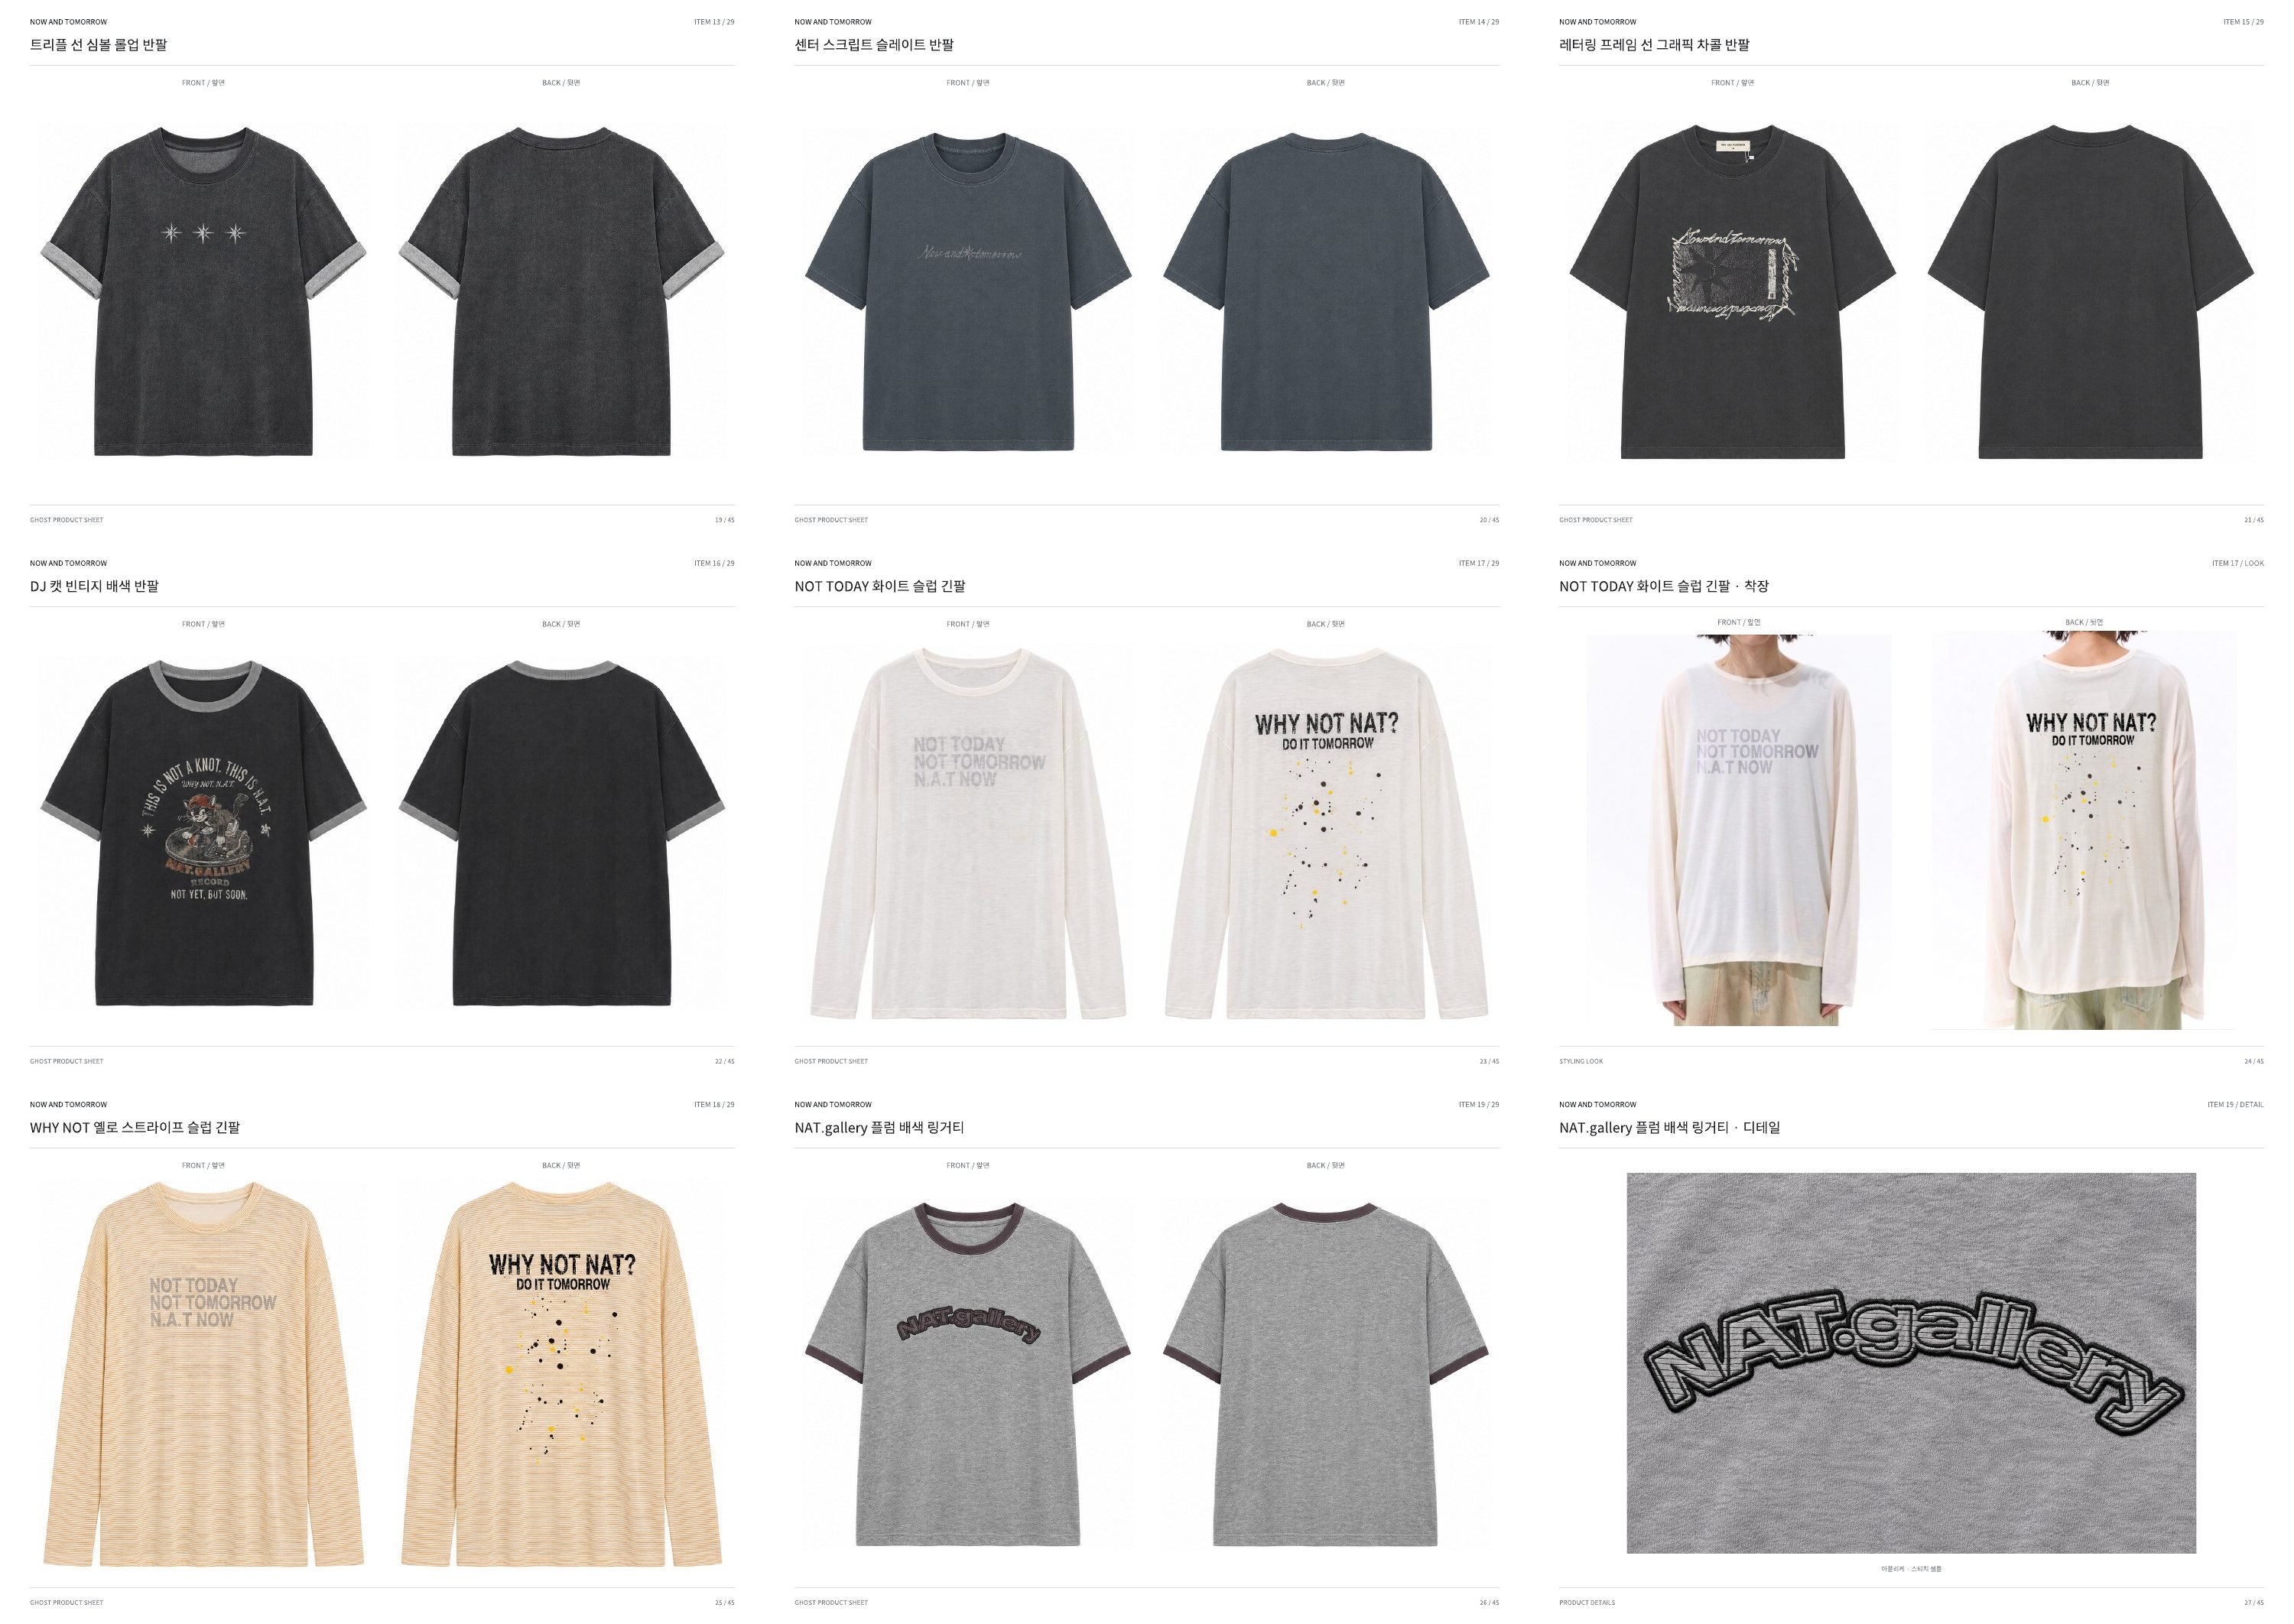 NOW AND TOMORROW
ITEM 13 / 29
트리플 선 심볼 롤업 반팔
FRONT / 앞면
BACK / 뒷면
GHOST PRODUCT SHEET
19 / 45
NOW AND TOMORROW
ITEM 14 / 29
센터 스크립트 슬레이트 반팔
FRONT / 앞면
BACK / 뒷면
Now and tomorrow
GHOST PRODUCT SHEET
20 / 45
NOW AND TOMORROW
ITEM 15 / 29
레터링 프레임 선 그래픽 차콜 반팔
FRONT / 앞면
BACK / 뒷면
NowAndTomorrow
GHOST PRODUCT SHEET
21 / 45
NOW AND TOMORROW
ITEM 16 / 29
DJ 캣 빈티지 배색 반팔
FRONT / 앞면
BACK / 뒷면
THIS IS NOT A KNOT. THIS IS N.A.T.
WHY NOT. N.A.T.
N.A.T. GALLERY
RECORD
NOT YET, BUT SOON.
GHOST PRODUCT SHEET
22 / 45
NOW AND TOMORROW
ITEM 17 / 29
NOT TODAY 화이트 슬럽 긴팔
FRONT / 앞면
BACK / 뒷면
NOT TODAY
NOT TOMORROW
N.A.T NOW
WHY NOT NAT?
DO IT TOMORROW
GHOST PRODUCT SHEET
23 / 45
NOW AND TOMORROW
ITEM 17 / LOOK
NOT TODAY 화이트 슬럽 긴팔 · 착장
FRONT / 앞면
BACK / 뒷면
NOT TODAY
NOT TOMORROW
N.A.T NOW
WHY NOT NAT?
DO IT TOMORROW
STYLING LOOK
24 / 45
NOW AND TOMORROW
ITEM 18 / 29
WHY NOT 옐로 스트라이프 슬럽 긴팔
FRONT / 앞면
BACK / 뒷면
NOT TODAY
NOT TOMORROW
N.A.T NOW
WHY NOT NAT?
DO IT TOMORROW
GHOST PRODUCT SHEET
25 / 45
NOW AND TOMORROW
ITEM 19 / 29
NAT.gallery 플럼 배색 링거티
FRONT / 앞면
BACK / 뒷면
NAT.gallery
GHOST PRODUCT SHEET
26 / 45
NOW AND TOMORROW
ITEM 19 / DETAIL
NAT.gallery 플럼 배색 링거티 · 디테일
NAT.gallery
아플리케 · 스티치 샘플
PRODUCT DETAILS
27 / 45